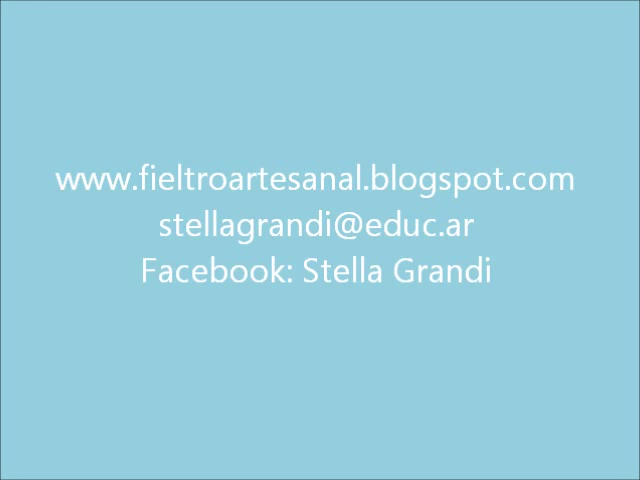 www.fieltroartesanal.blogspot.com
stellagrandi@educ.ar
Facebook: Stella Grandi